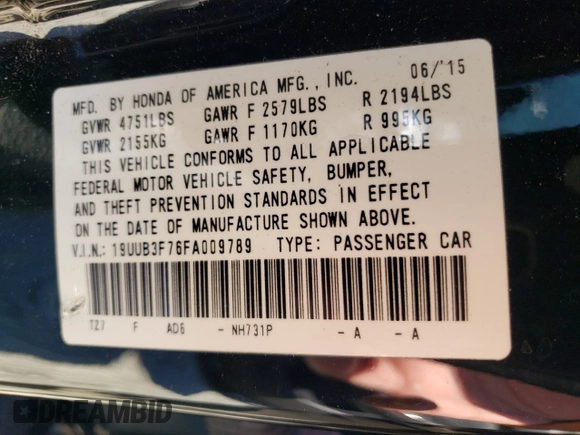 MFD. BY HONDA OF AMERICA MFG., INC. 06/'15
GVWR 4751LBS GAWR F 2579LBS R 2194LBS
GVWR 2155KG GAWR F 1170KG R 995KG
THIS VEHICLE CONFORMS TO ALL APPLICABLE
FEDERAL MOTOR VEHICLE SAFETY, BUMPER,
AND THEFT PREVENTION STANDARDS IN EFFECT
ON THE DATE OF MANUFACTURE SHOWN ABOVE.
V.I.N.: 19UUB3F76FA009789 TYPE: PASSENGER CAR
TZ7 F AD6 - NH731P - A - A
DREAMBID